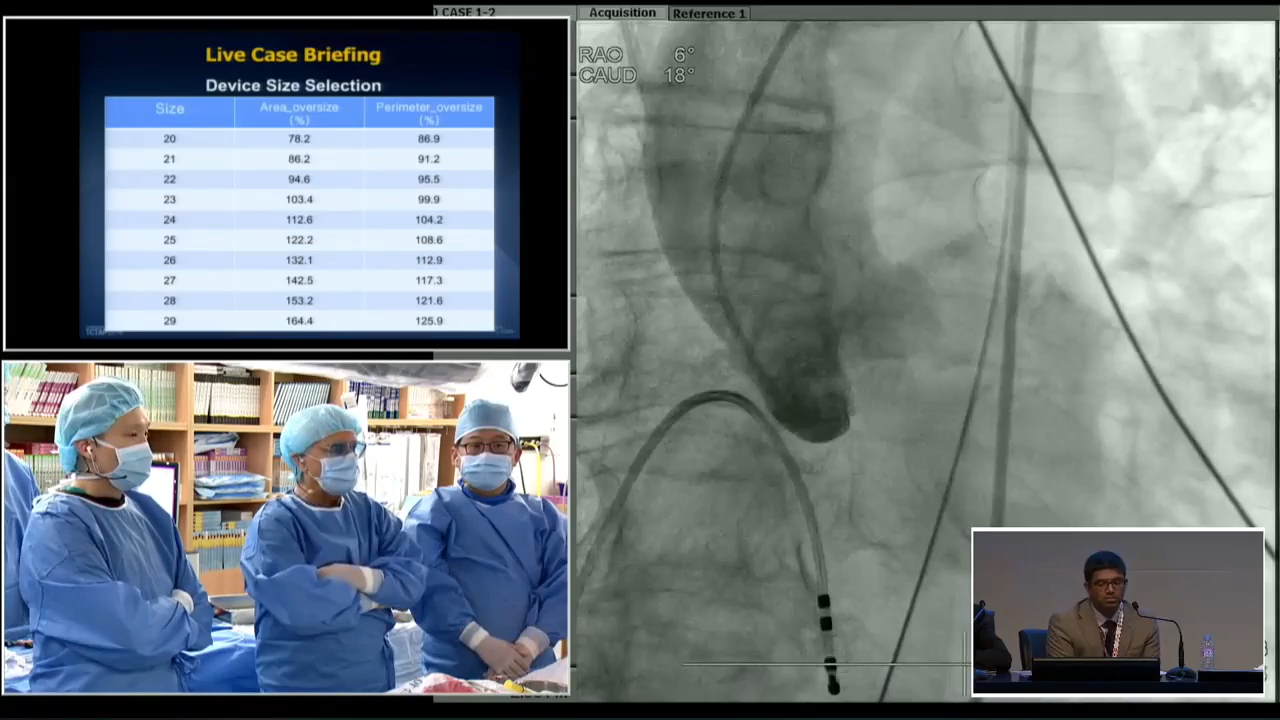 O CASE 1-2
Acquisition
Reference 1
RAO 6°
CAUD 18°
Live Case Briefing
Device Size Selection
Size Area_oversize (%) Perimeter_oversize (%)
20 78.2 86.9
21 86.2 91.2
22 94.6 95.5
23 103.4 99.9
24 112.6 104.2
25 122.2 108.6
26 132.1 112.9
27 142.5 117.3
28 153.2 121.6
29 164.4 125.9